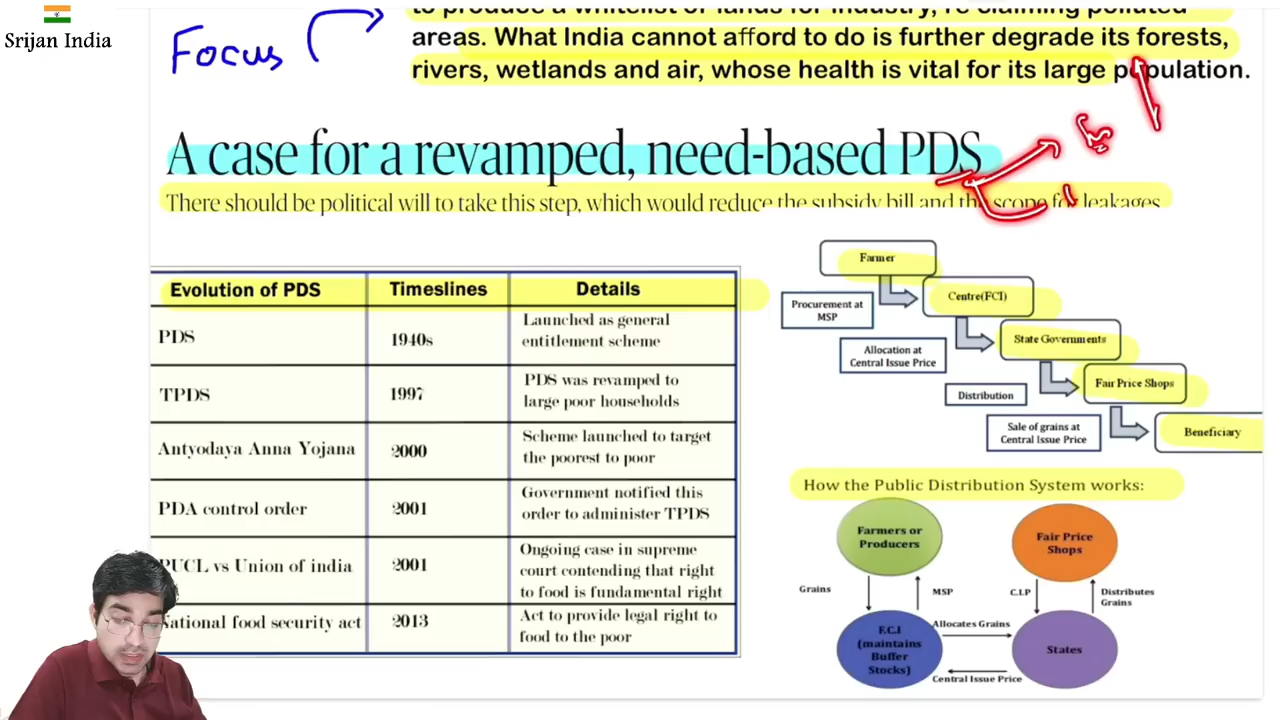 Srijan India
Focus
areas. What India cannot afford to do is further degrade its forests,
rivers, wetlands and air, whose health is vital for its large population.
A case for a revamped, need-based PDS
There should be political will to take this step, which would reduce the subsidy bill and the scope for leakages
Evolution of PDS Timeslines Details
PDS 1940s Launched as general
entitlement scheme
TPDS 1997 PDS was revamped to
large poor households
Antyodaya Anna Yojana 2000 Scheme launched to target
the poorest to poor
PDA control order 2001 Government notified this
order to administer TPDS
PUCL vs Union of india 2001 Ongoing case in supreme
court contending that right
to food is fundamental right
National food security act 2013 Act to provide legal right to
food to the poor
Farmer
Procurement at
MSP
Centre(FCI)
Allocation at
Central Issue Price
State Governments
Distribution
Fair Price Shops
Sale of grains at
Central Issue Price
Beneficiary
How the Public Distribution System works:
Farmers or
Producers
Fair Price
Shops
Grains
MSP
C.I.P
Distributes
Grains
F.C.I
(maintains
Buffer
Stocks)
Allocates Grains
States
Central Issue Price